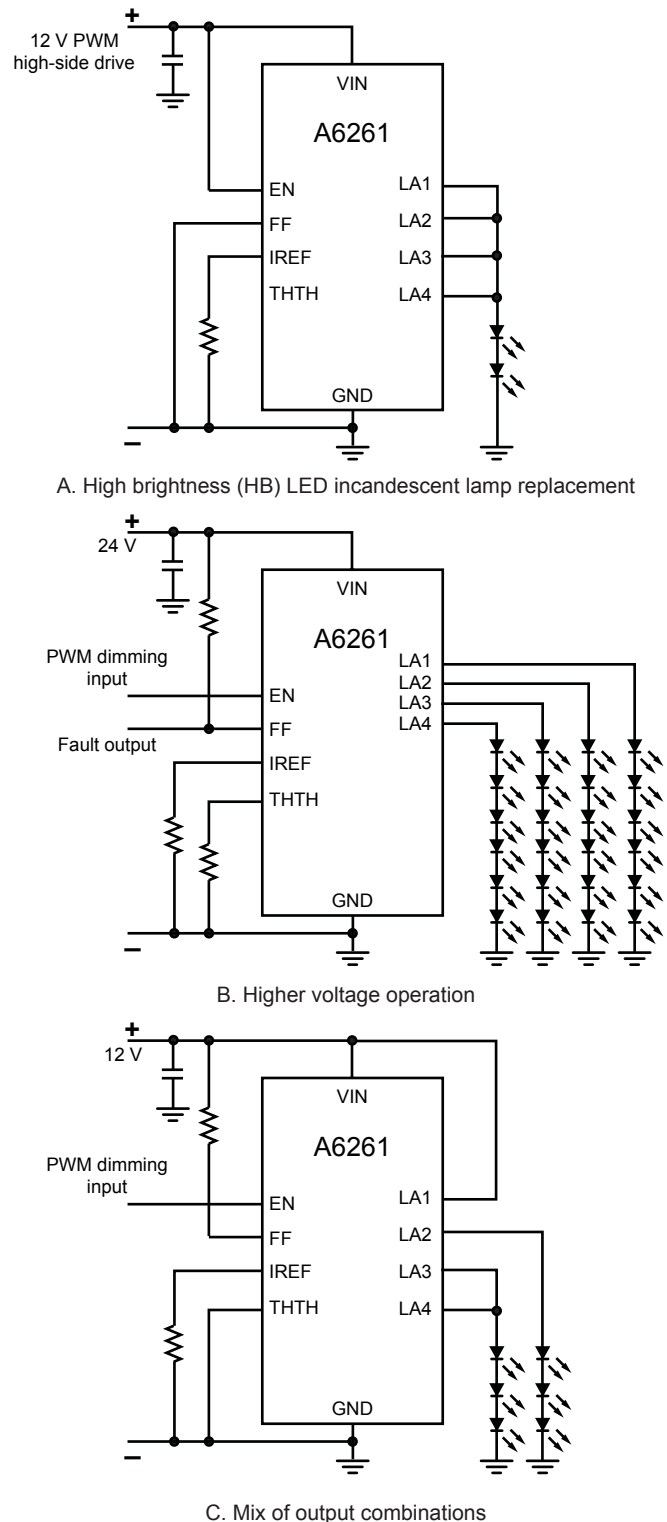 +
12 V PWM
high-side drive
VIN
A6261
EN
FF
IREF
THTH
LA1
LA2
LA3
LA4
GND
–
A. High brightness (HB) LED incandescent lamp replacement
+
24 V
VIN
A6261
PWM dimming
input
EN
Fault output
FF
IREF
THTH
LA1
LA2
LA3
LA4
GND
–
B. Higher voltage operation
+
12 V
VIN
A6261
PWM dimming
input
EN
FF
IREF
THTH
LA1
LA2
LA3
LA4
GND
–
C. Mix of output combinations